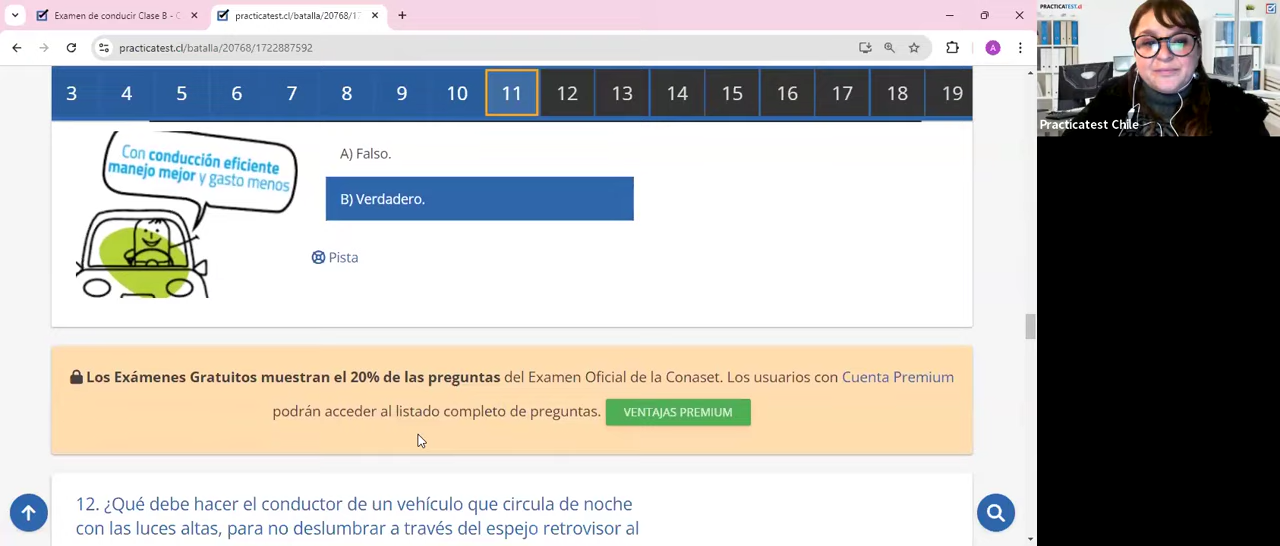 Examen de conducir Clase B - C
practicatest.cl/batalla/20768/17
practicatest.cl/batalla/20768/1722887592
A
PRACTICATEST.cl
Practicatest Chile
3 4 5 6 7 8 9 10 11 12 13 14 15 16 17 18 19
Con conducción eficiente
manejo mejor y gasto menos
A) Falso.
B) Verdadero.
Pista
Los Exámenes Gratuitos muestran el 20% de las preguntas del Examen Oficial de la Conaset. Los usuarios con Cuenta Premium
podrán acceder al listado completo de preguntas. VENTAJAS PREMIUM
12. ¿Qué debe hacer el conductor de un vehículo que circula de noche
con las luces altas, para no deslumbrar a través del espejo retrovisor al